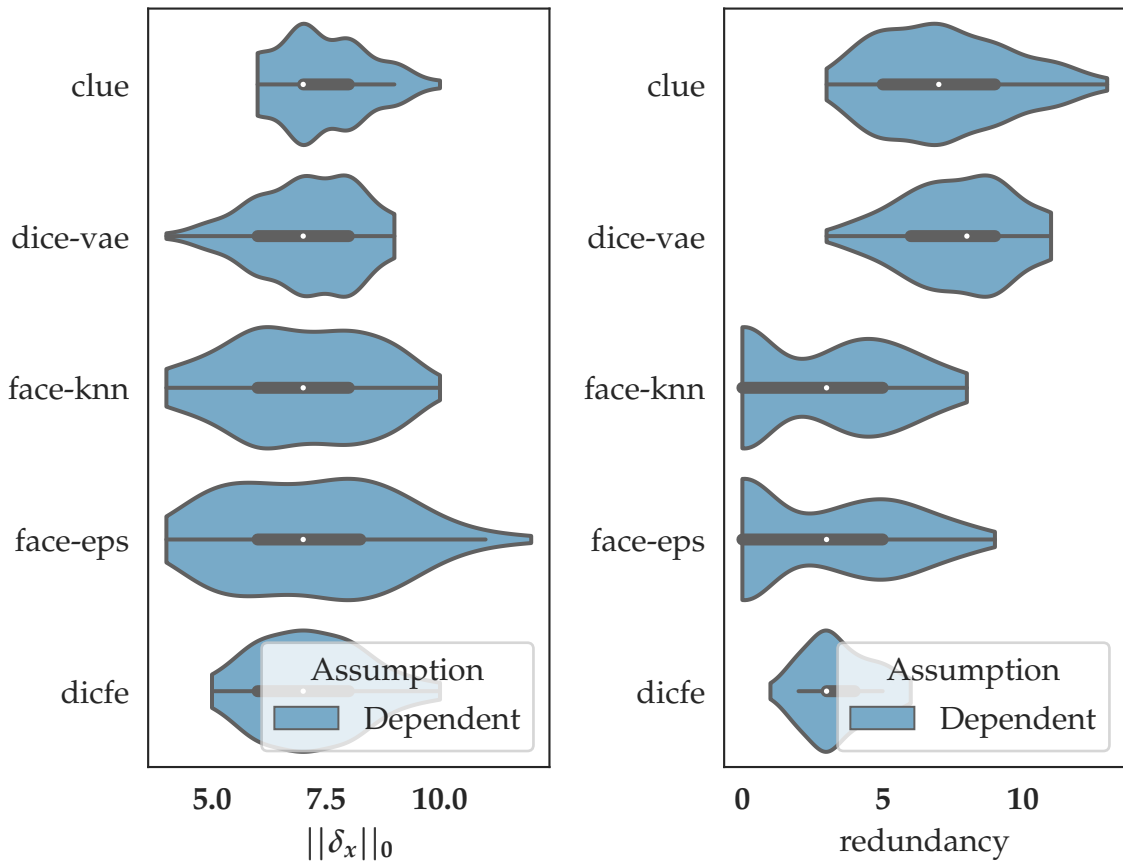 clue
dice-vae
face-knn
face-eps
dicfe
Assumption
Dependent
5.0 7.5 10.0
||δₓ||₀
clue
dice-vae
face-knn
face-eps
dicfe
Assumption
Dependent
0 5 10
redundancy